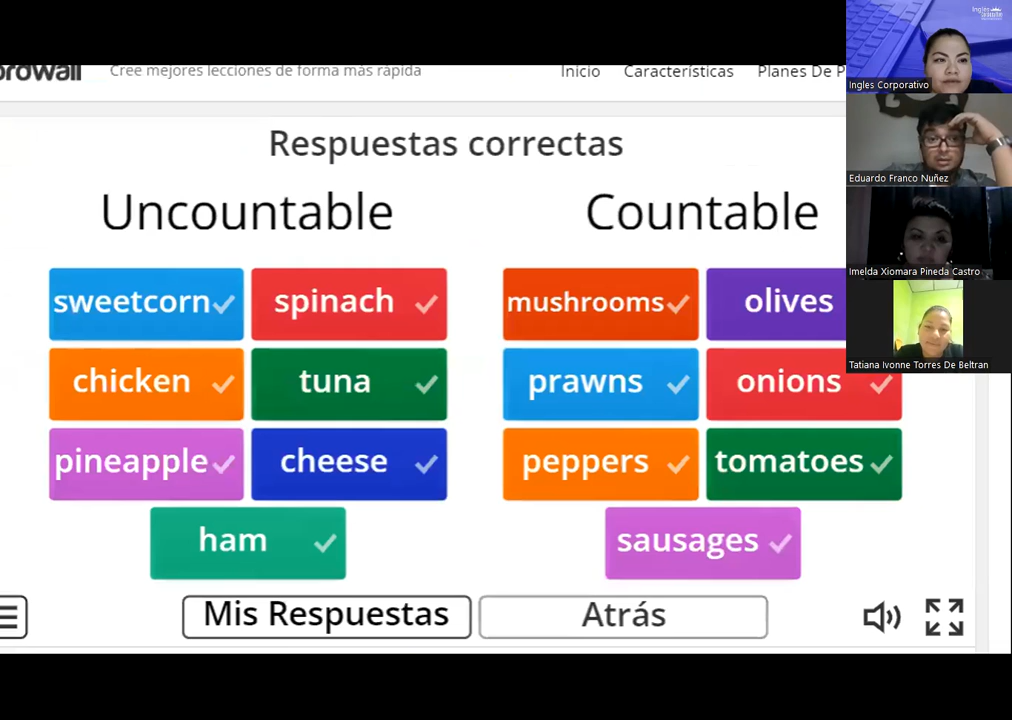 Cree mejores lecciones de forma más rápida
Inicio Características Planes De P
Respuestas correctas
Uncountable
Countable
sweetcorn spinach
mushrooms olives
chicken tuna
prawns onions
pineapple cheese
peppers tomatoes
ham
sausages
Mis Respuestas
Atrás
Ingles Corporativo
Eduardo Franco Nuñez
Imelda Xiomara Pineda Castro
Tatiana Ivonne Torres De Beltran